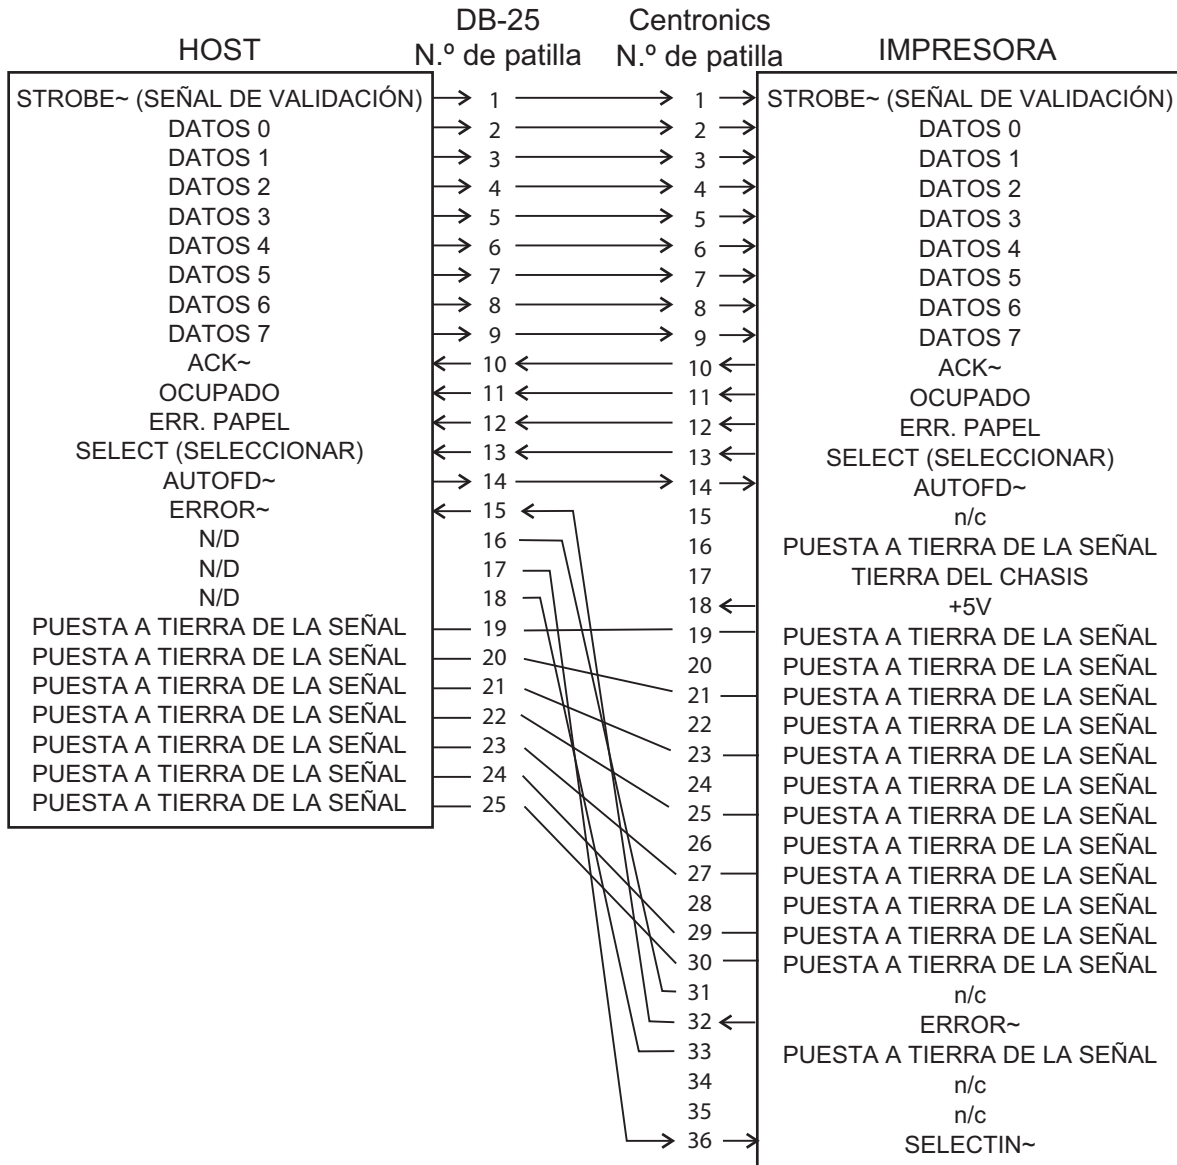 DB-25 Centronics
HOST N.º de patilla N.º de patilla IMPRESORA
STROBE~ (SEÑAL DE VALIDACIÓN) 1 1 STROBE~ (SEÑAL DE VALIDACIÓN)
DATOS 0 2 2 DATOS 0
DATOS 1 3 3 DATOS 1
DATOS 2 4 4 DATOS 2
DATOS 3 5 5 DATOS 3
DATOS 4 6 6 DATOS 4
DATOS 5 7 7 DATOS 5
DATOS 6 8 8 DATOS 6
DATOS 7 9 9 DATOS 7
ACK~ 10 10 ACK~
OCUPADO 11 11 OCUPADO
ERR. PAPEL 12 12 ERR. PAPEL
SELECT (SELECCIONAR) 13 13 SELECT (SELECCIONAR)
AUTOFD~ 14 14 AUTOFD~
ERROR~ 15 15 n/c
N/D 16 16 PUESTA A TIERRA DE LA SEÑAL
N/D 17 17 TIERRA DEL CHASIS
N/D 18 18 +5V
PUESTA A TIERRA DE LA SEÑAL 19 19 PUESTA A TIERRA DE LA SEÑAL
PUESTA A TIERRA DE LA SEÑAL 20 20 PUESTA A TIERRA DE LA SEÑAL
PUESTA A TIERRA DE LA SEÑAL 21 21 PUESTA A TIERRA DE LA SEÑAL
PUESTA A TIERRA DE LA SEÑAL 22 22 PUESTA A TIERRA DE LA SEÑAL
PUESTA A TIERRA DE LA SEÑAL 23 23 PUESTA A TIERRA DE LA SEÑAL
PUESTA A TIERRA DE LA SEÑAL 24 24 PUESTA A TIERRA DE LA SEÑAL
PUESTA A TIERRA DE LA SEÑAL 25 25 PUESTA A TIERRA DE LA SEÑAL
26 PUESTA A TIERRA DE LA SEÑAL
27 PUESTA A TIERRA DE LA SEÑAL
28 PUESTA A TIERRA DE LA SEÑAL
29 PUESTA A TIERRA DE LA SEÑAL
30 PUESTA A TIERRA DE LA SEÑAL
31 n/c
32 ERROR~
33 PUESTA A TIERRA DE LA SEÑAL
34 n/c
35 n/c
36 SELECTIN~